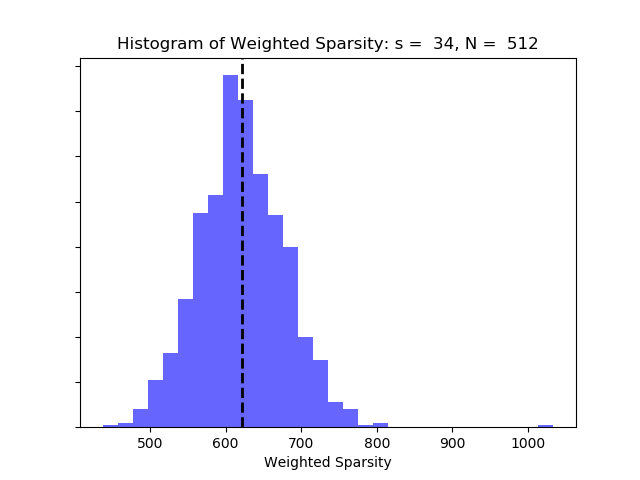 Histogram of Weighted Sparsity: s =  34, N =  512
500 600 700 800 900 1000
Weighted Sparsity